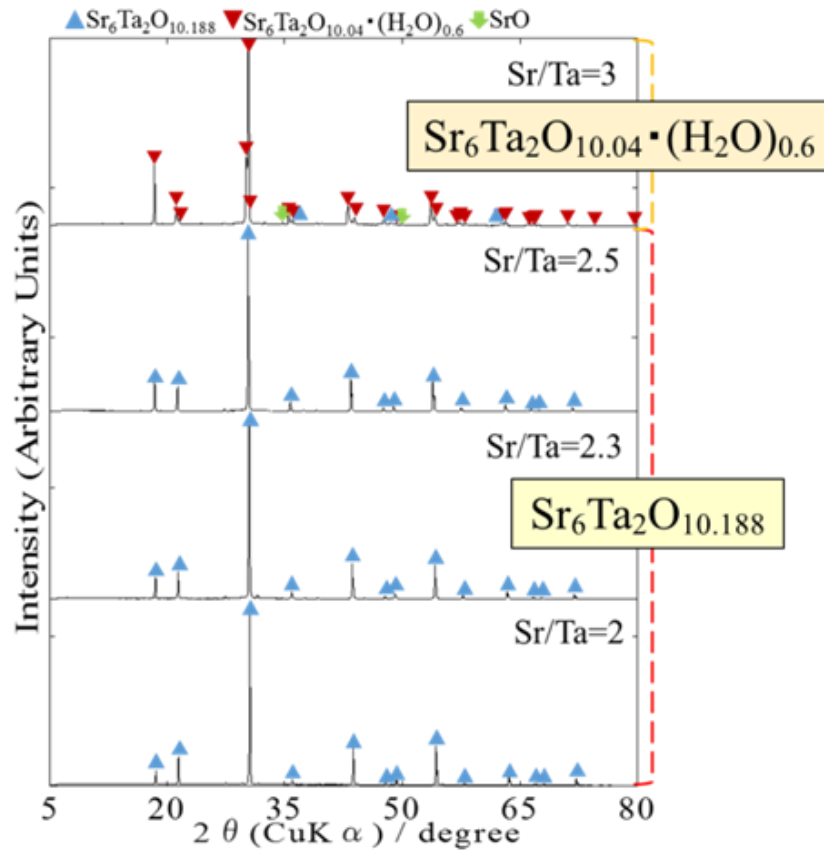 Sr₆Ta₂O₁₀.₁₈₈ Sr₆Ta₂O₁₀.₀₄・(H₂O)₀.₆ SrO
Sr/Ta=3
Sr₆Ta₂O₁₀.₀₄・(H₂O)₀.₆
Sr/Ta=2.5
Sr/Ta=2.3
Sr₆Ta₂O₁₀.₁₈₈
Sr/Ta=2
Intensity (Arbitrary Units)
5 20 35 50 65 80
2 θ (CuK α) / degree